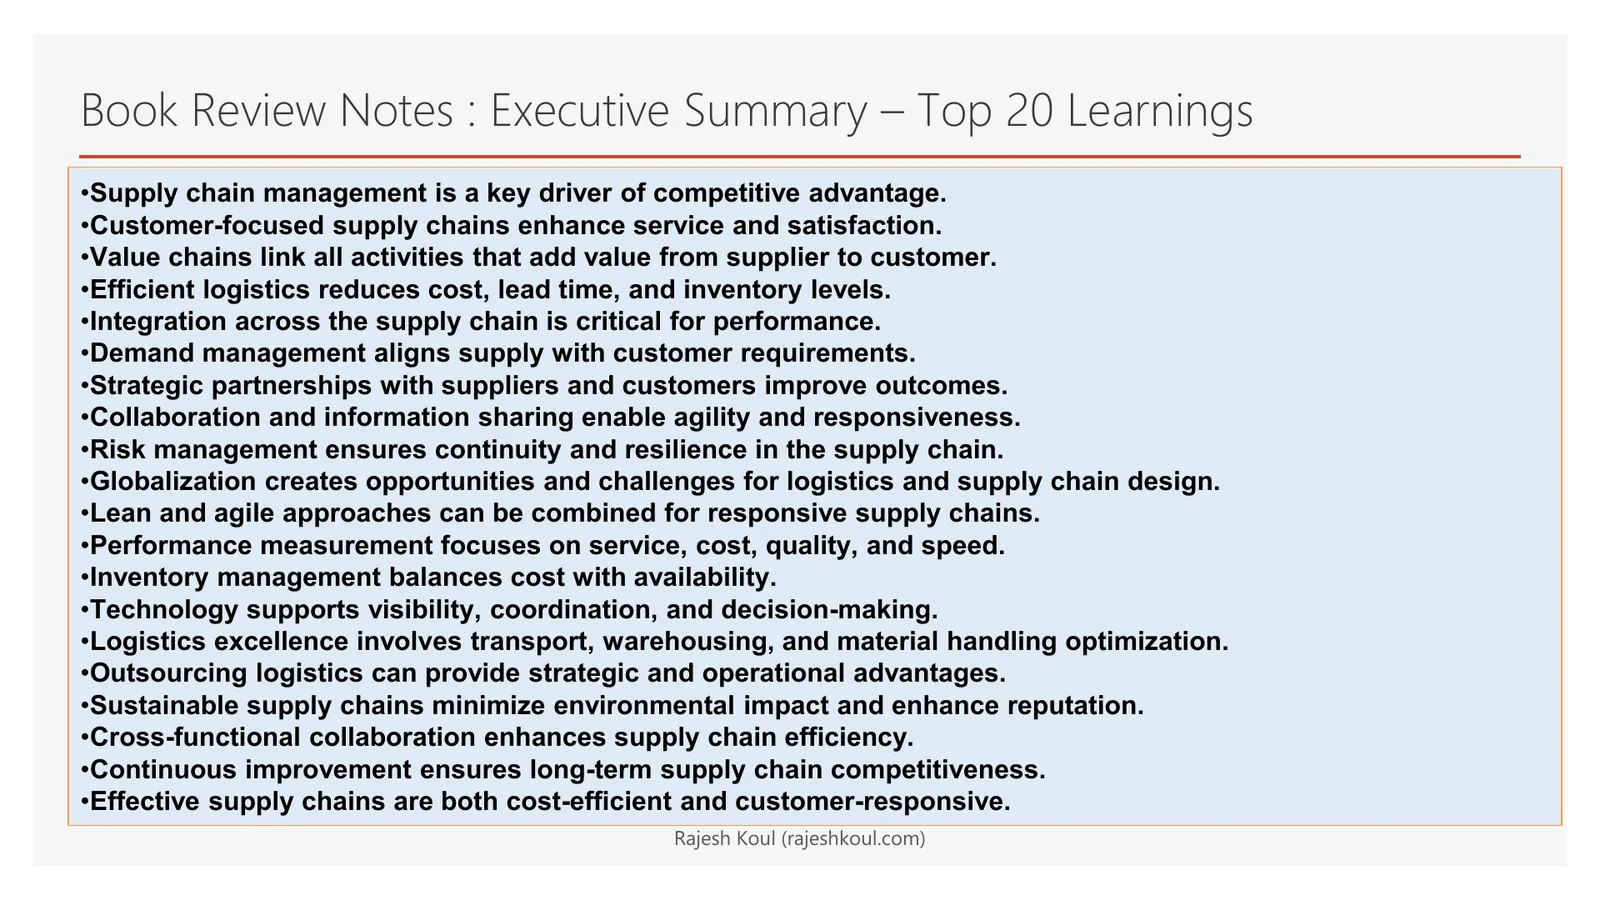 Book Review Notes : Executive Summary – Top 20 Learnings
•Supply chain management is a key driver of competitive advantage.
•Customer-focused supply chains enhance service and satisfaction.
•Value chains link all activities that add value from supplier to customer.
•Efficient logistics reduces cost, lead time, and inventory levels.
•Integration across the supply chain is critical for performance.
•Demand management aligns supply with customer requirements.
•Strategic partnerships with suppliers and customers improve outcomes.
•Collaboration and information sharing enable agility and responsiveness.
•Risk management ensures continuity and resilience in the supply chain.
•Globalization creates opportunities and challenges for logistics and supply chain design.
•Lean and agile approaches can be combined for responsive supply chains.
•Performance measurement focuses on service, cost, quality, and speed.
•Inventory management balances cost with availability.
•Technology supports visibility, coordination, and decision-making.
•Logistics excellence involves transport, warehousing, and material handling optimization.
•Outsourcing logistics can provide strategic and operational advantages.
•Sustainable supply chains minimize environmental impact and enhance reputation.
•Cross-functional collaboration enhances supply chain efficiency.
•Continuous improvement ensures long-term supply chain competitiveness.
•Effective supply chains are both cost-efficient and customer-responsive.
Rajesh Koul (rajeshkoul.com)